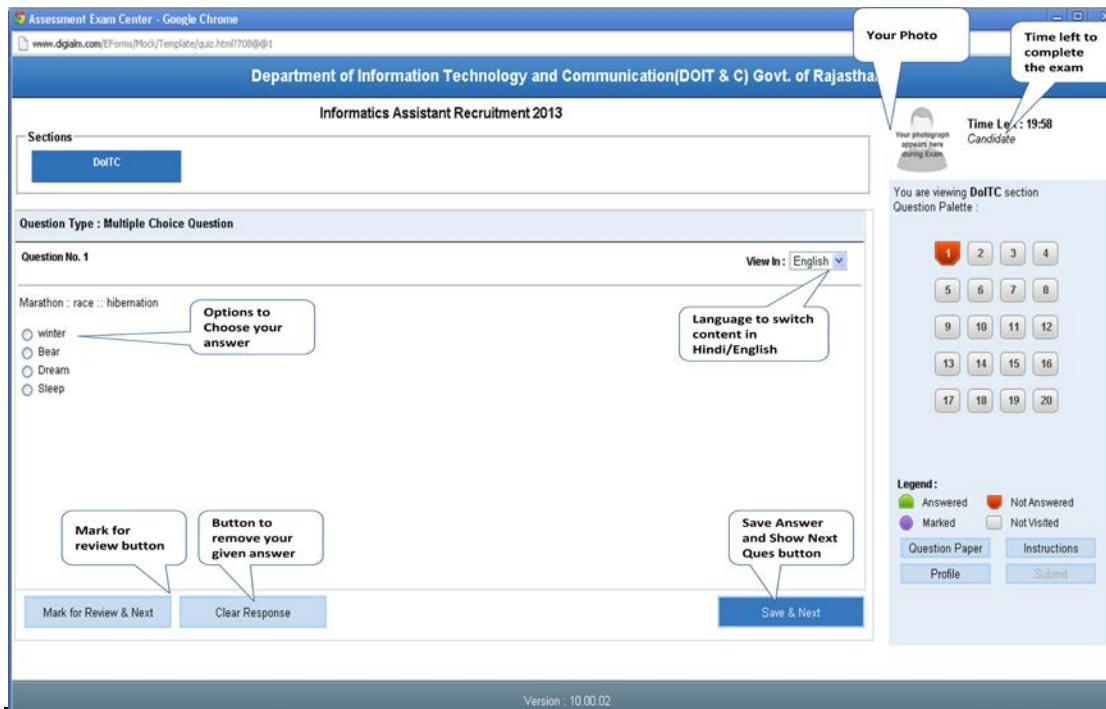 Assessment Exam Center - Google Chrome
www.digialm.com/EForms/Mock/Template/quiz.html?708@@1
Your Photo
Time left to
complete
the exam
Department of Information Technology and Communication(DOIT & C) Govt. of Rajastha
Informatics Assistant Recruitment 2013
Sections
DoITC
Your photograph
appears here
during Exam
Time Left : 19:58
Candidate
You are viewing DoITC section
Question Palette :
Question Type : Multiple Choice Question
Question No. 1
View In : English
Marathon : race :: hibernation
winter
Bear
Dream
Sleep
Options to
Choose your
answer
Language to switch
content in
Hindi/English
1 2 3 4
5 6 7 8
9 10 11 12
13 14 15 16
17 18 19 20
Legend :
Answered Not Answered
Marked Not Visited
Question Paper Instructions
Profile Submit
Mark for
review button
Button to
remove your
given answer
Save Answer
and Show Next
Ques button
Mark for Review & Next Clear Response Save & Next
Version : 10.00.02